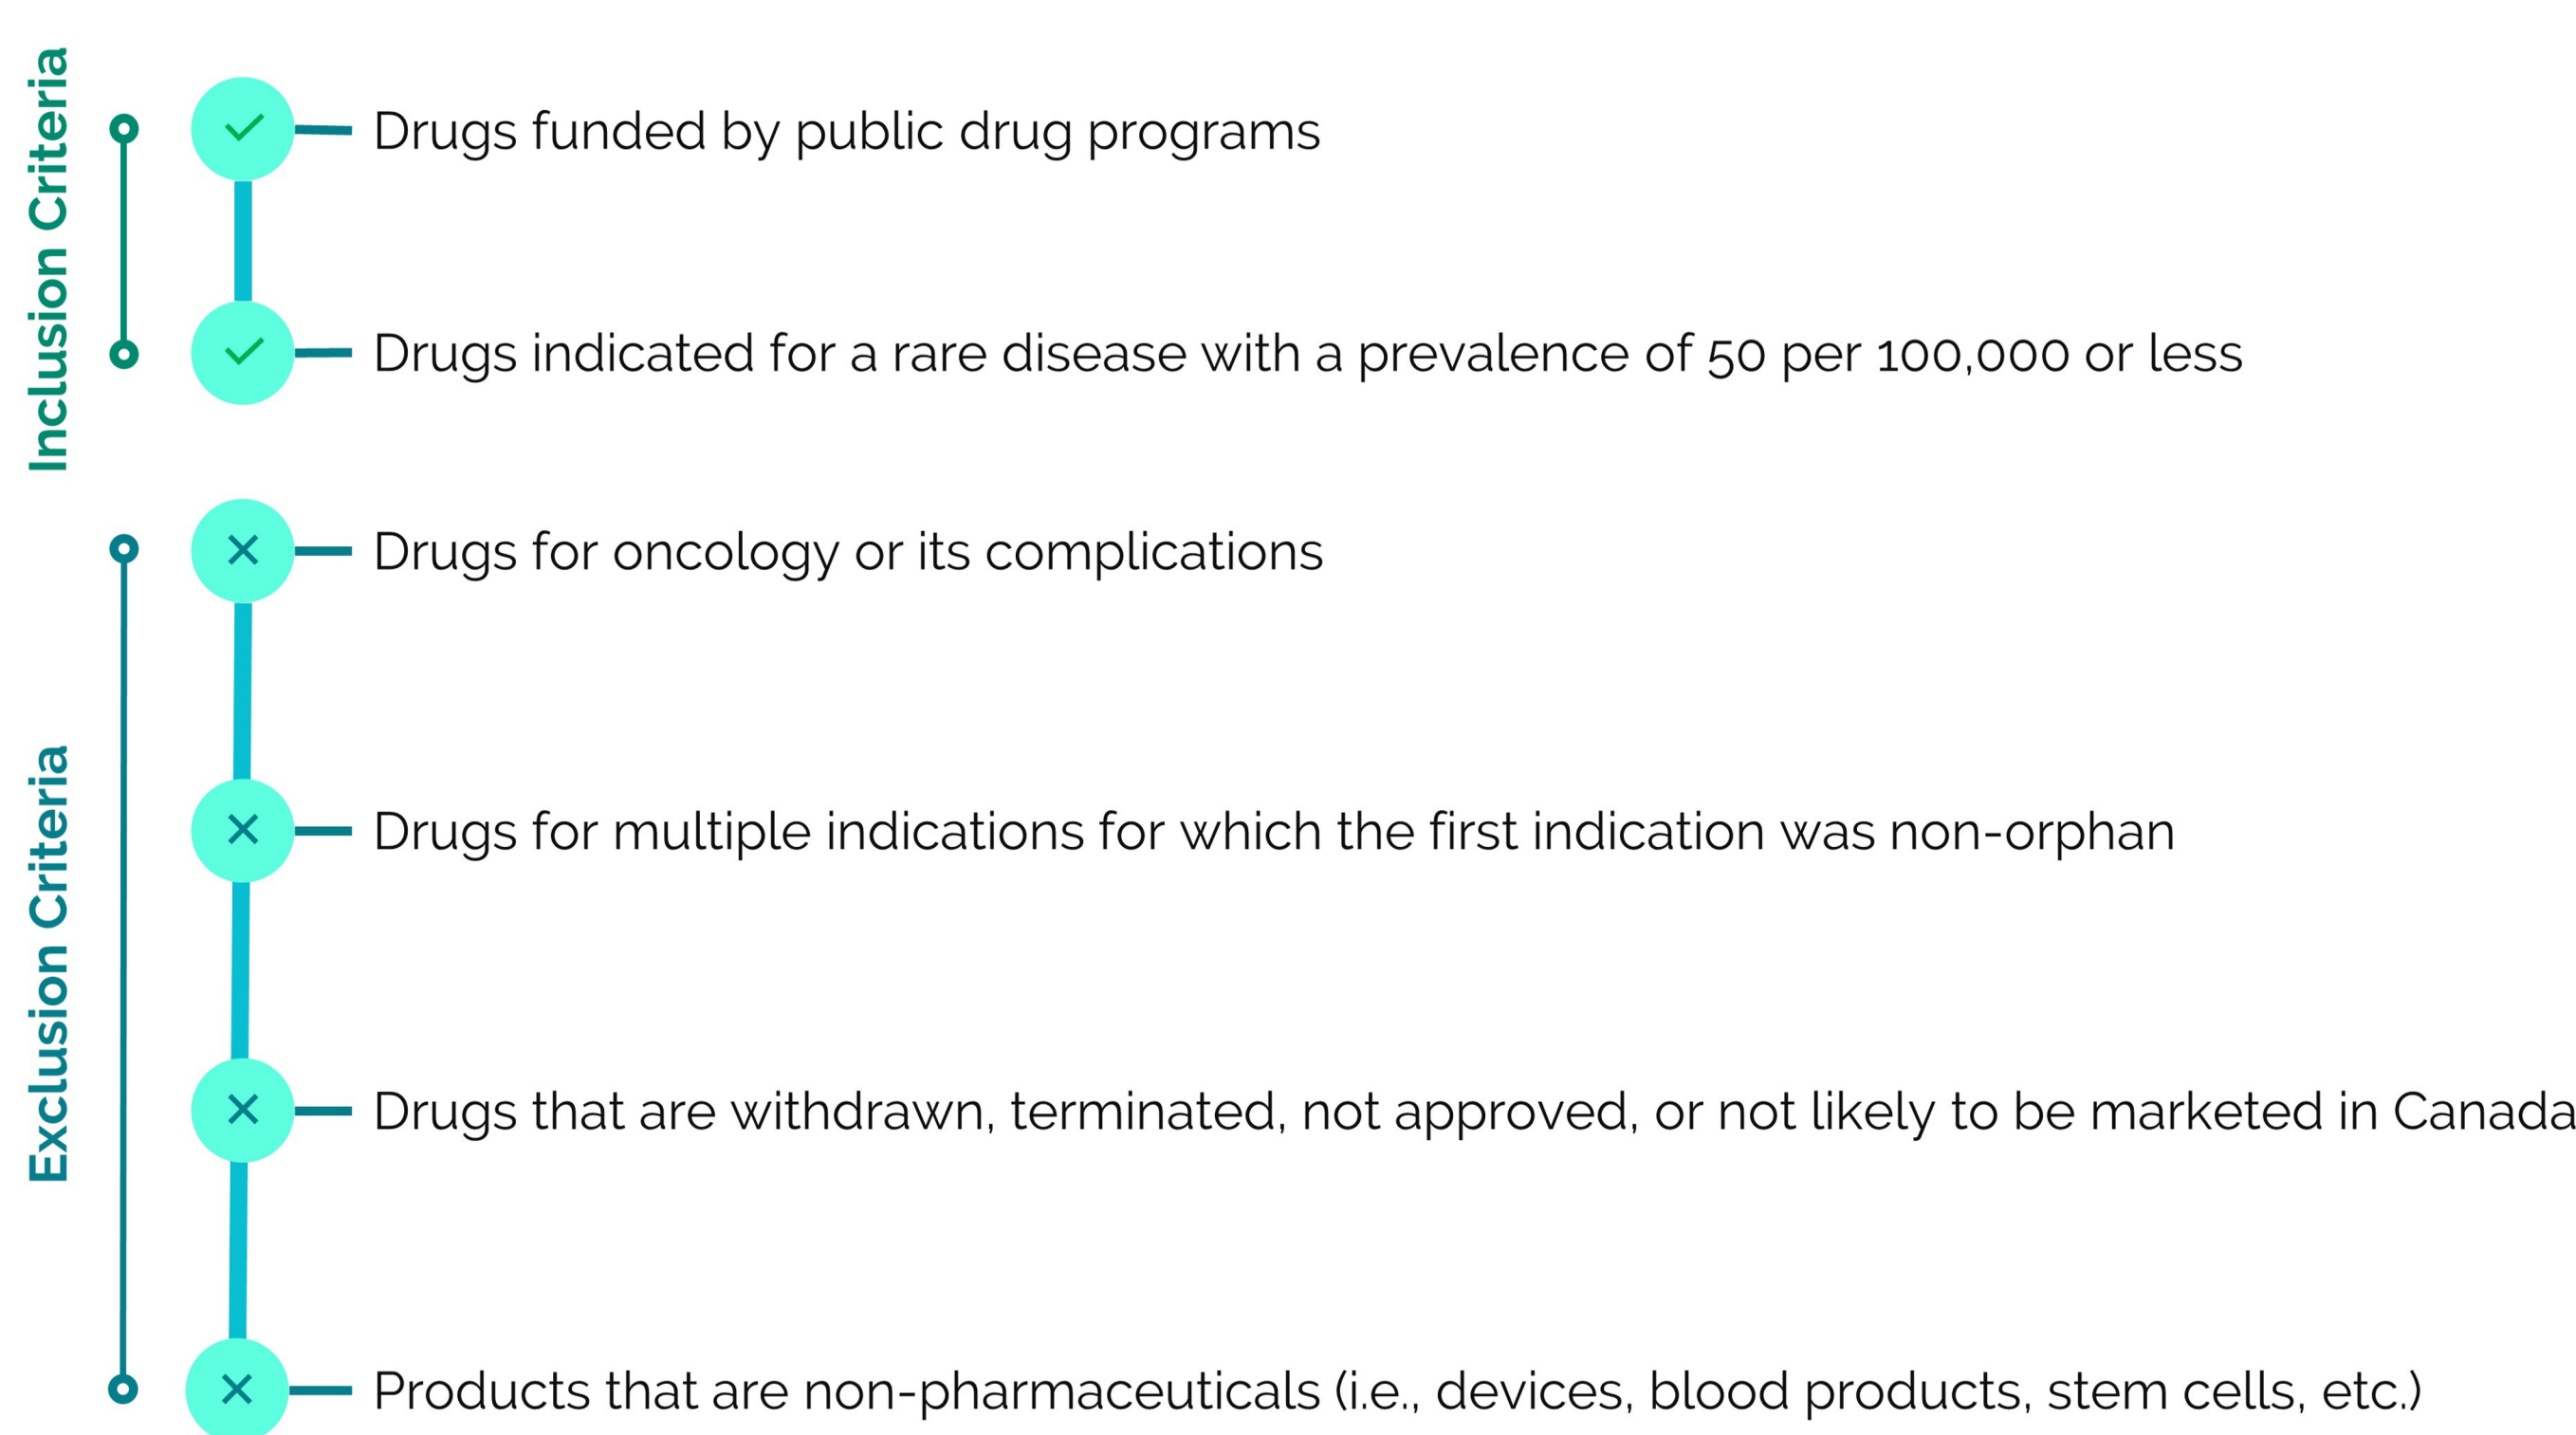 Inclusion Criteria
Drugs funded by public drug programs
Drugs indicated for a rare disease with a prevalence of 50 per 100,000 or less
Exclusion Criteria
Drugs for oncology or its complications
Drugs for multiple indications for which the first indication was non-orphan
Drugs that are withdrawn, terminated, not approved, or not likely to be marketed in Canada
Products that are non-pharmaceuticals (i.e., devices, blood products, stem cells, etc.)